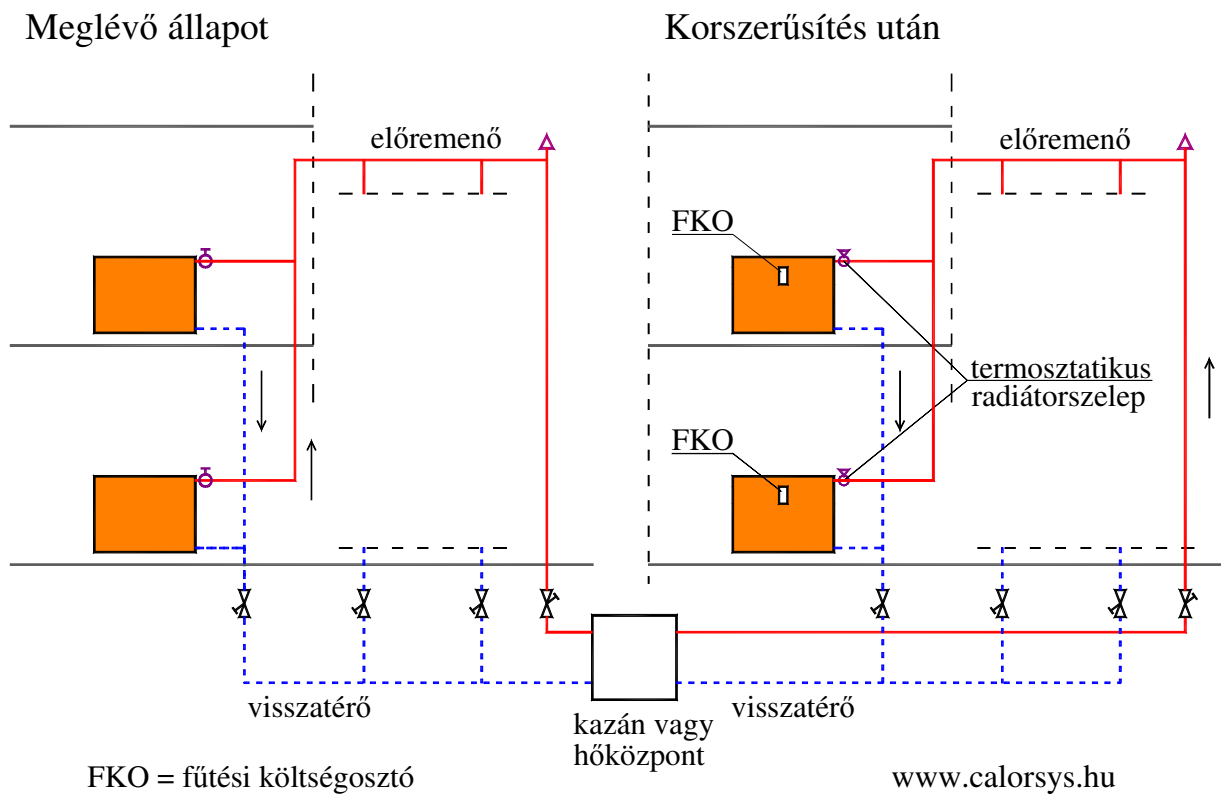 Meglévő állapot
Korszerűsítés után
előremenő
előremenő
FKO
termosztatikus
radiátorszelep
FKO
visszatérő
visszatérő
kazán vagy
hőközpont
FKO = fűtési költségosztó
www.calorsys.hu